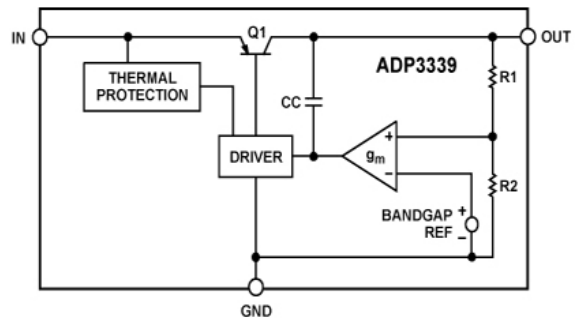 IN
Q1
OUT
THERMAL
PROTECTION
ADP3339
R1
CC
+
gm
−
DRIVER
R2
BANDGAP
REF
+
−
GND